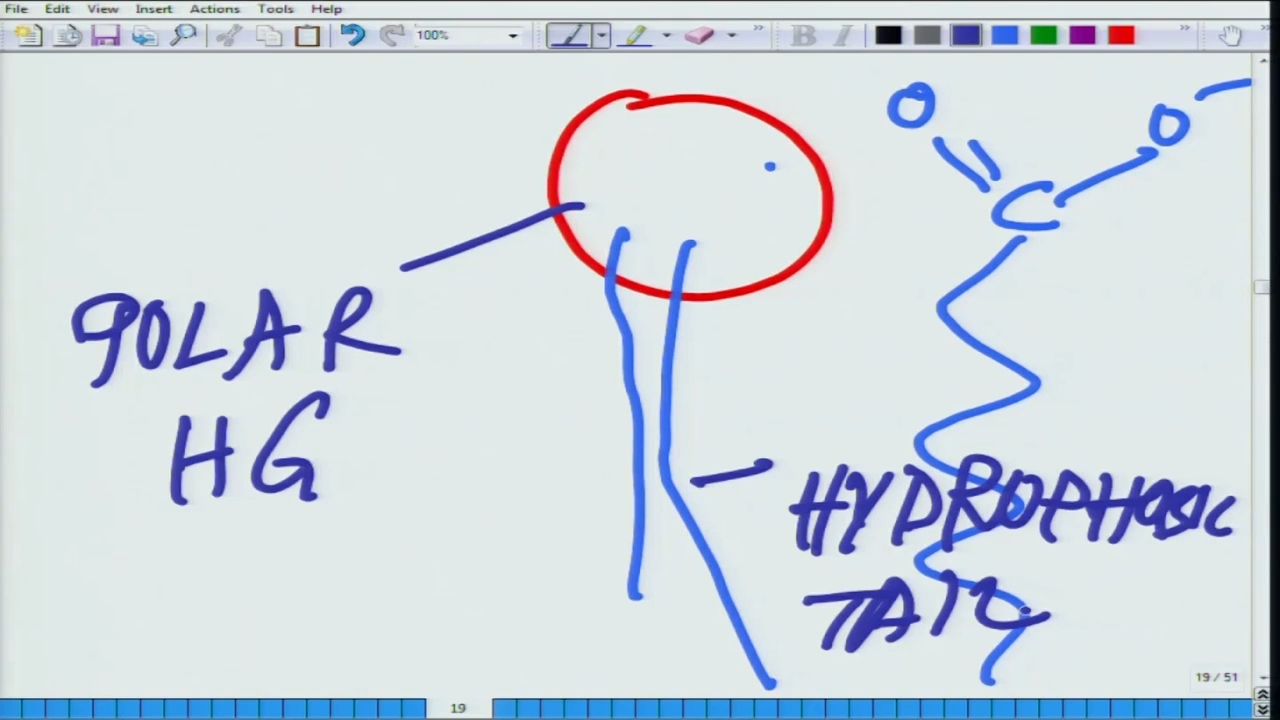 File Edit View Insert Actions Tools Help
100%
B I
O
O
C
POLAR
HG
HYDROPHOBIC
TAIL
19 / 51
19